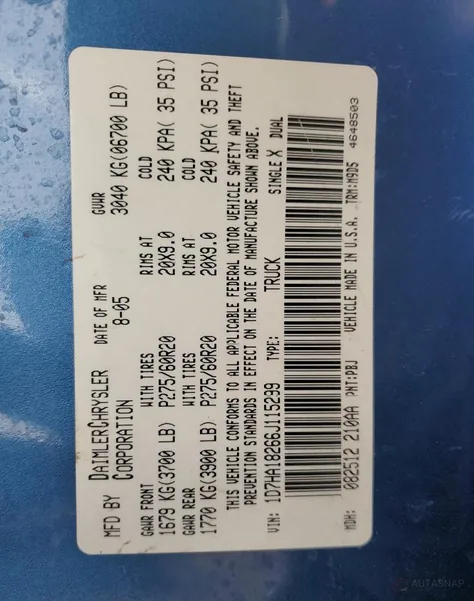 MFD BY DAIMLERCHRYSLER CORPORATION DATE OF MFR 8-05 GVWR 3040 KG(06700 LB)
GAWR FRONT WITH TIRES RIMS AT COLD
1679 KG(3700 LB) P275/60R20 20X9.0 240 KPA( 35 PSI)
GAWR REAR WITH TIRES RIMS AT COLD
1770 KG(3900 LB) P275/60R20 20X9.0 240 KPA( 35 PSI)
THIS VEHICLE CONFORMS TO ALL APPLICABLE FEDERAL MOTOR VEHICLE SAFETY AND THEFT
PREVENTION STANDARDS IN EFFECT ON THE DATE OF MANUFACTURE SHOWN ABOVE.
VIN: 1D7HA18266J115299 TYPE: TRUCK SINGLE X DUAL
MDH: 082512 210AA PNT:PBJ VEHICLE MADE IN U.S.A. TRM:M9D5 4648503
AUTASNAP